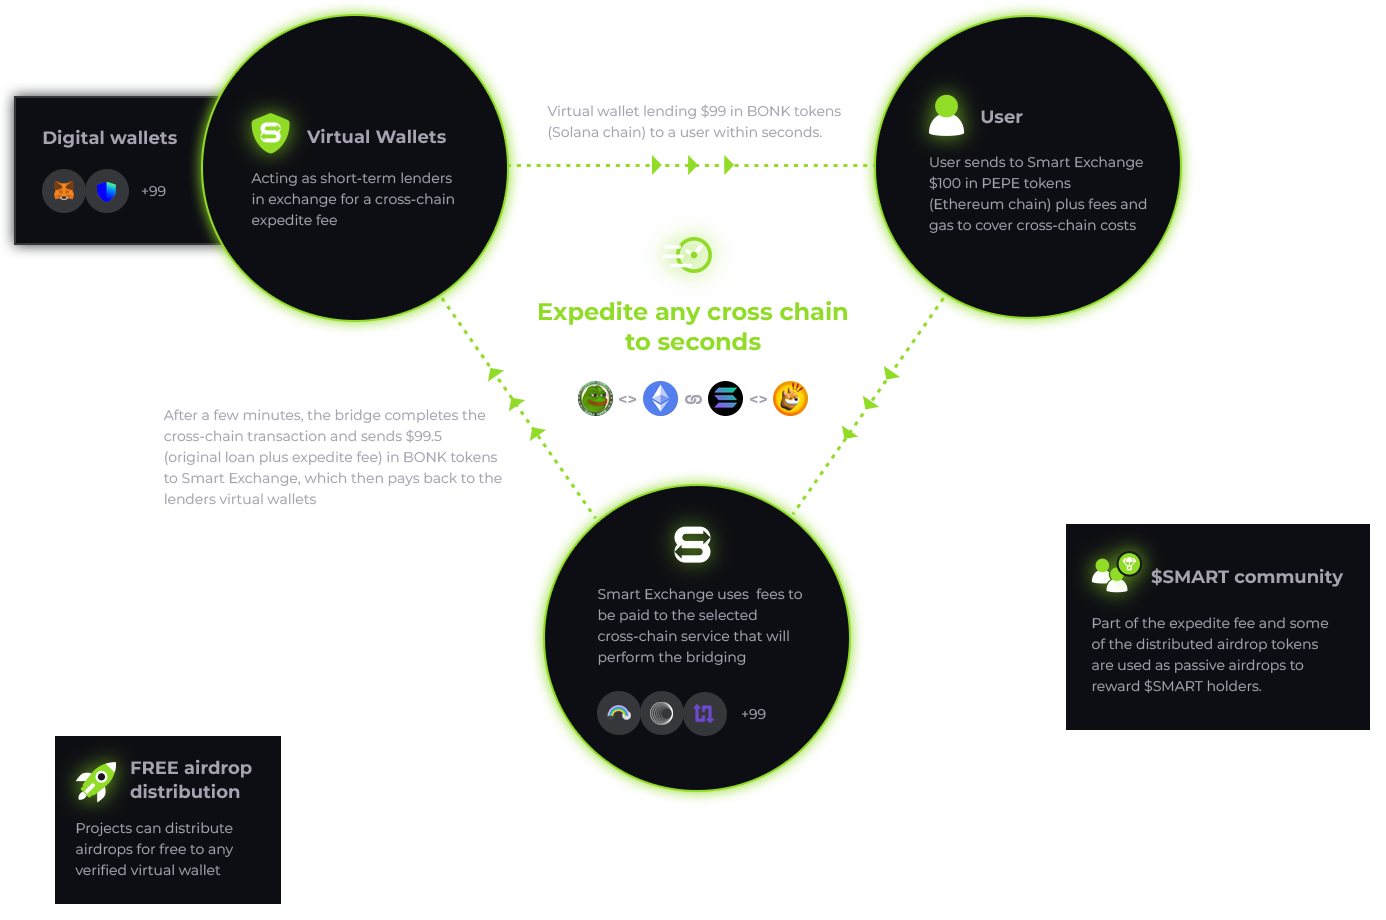 Digital wallets
+99
Virtual Wallets
Acting as short-term lenders
in exchange for a cross-chain
expedite fee
Virtual wallet lending $99 in BONK tokens
(Solana chain) to a user within seconds.
User
User sends to Smart Exchange
$100 in PEPE tokens
(Ethereum chain) plus fees and
gas to cover cross-chain costs
Expedite any cross chain
to seconds
<> <>
After a few minutes, the bridge completes the
cross-chain transaction and sends $99.5
(original loan plus expedite fee) in BONK tokens
to Smart Exchange, which then pays back to the
lenders virtual wallets
Smart Exchange uses fees to
be paid to the selected
cross-chain service that will
perform the bridging
+99
$SMART community
Part of the expedite fee and some
of the distributed airdrop tokens
are used as passive airdrops to
reward $SMART holders.
FREE airdrop
distribution
Projects can distribute
airdrops for free to any
verified virtual wallet